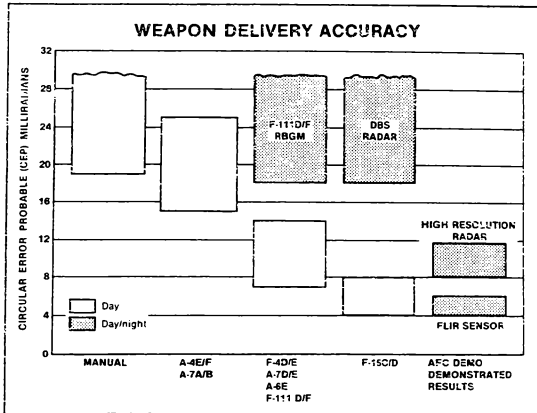 WEAPON DELIVERY ACCURACY
CIRCULAR ERROR PROBABLE (CEP) MILLIRADIANS
32
28
24
20
16
12
8
4
0
F-111D/F
RBGM
DBS
RADAR
HIGH RESOLUTION
RADAR
FLIR SENSOR
Day
Day/night
MANUAL
A-4E/F
A-7A/B
F-4D/E
A-7D/E
A-6E
F-111 D/F
F-15C/D
DEMO
DEMONSTRATED
RESULTS